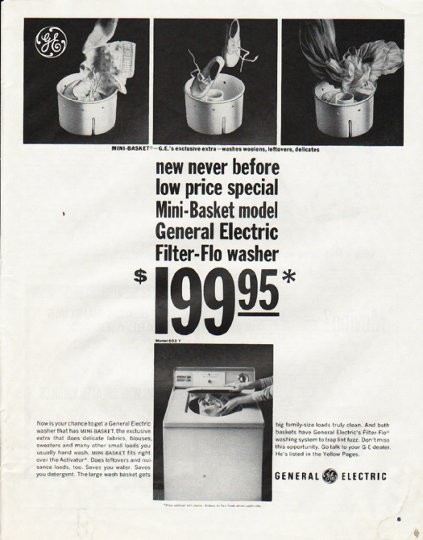 GE
MINI-BASKET® — G.E.'s exclusive extra — washes woolens, leftovers, delicates
new never before
low price special
Mini-Basket model
General Electric
Filter-Flo washer
$199.95*
Now is your chance to get a General Electric
washer that has MINI-BASKET, the exclusive
extra that does delicate fabrics, blouses,
sweaters and many other small loads you
usually hand wash. MINI-BASKET fits right
over the Activator®. Does leftovers and nui-
sance loads, too. Saves you water. Saves
you detergent. The large wash basket gets
big family-size loads truly clean. And both
baskets have General Electric's Filter-Flo®
washing system to trap lint fuzz. Don't miss
this opportunity. Go talk to your G-E dealer.
He's listed in the Yellow Pages.
GENERAL GE ELECTRIC